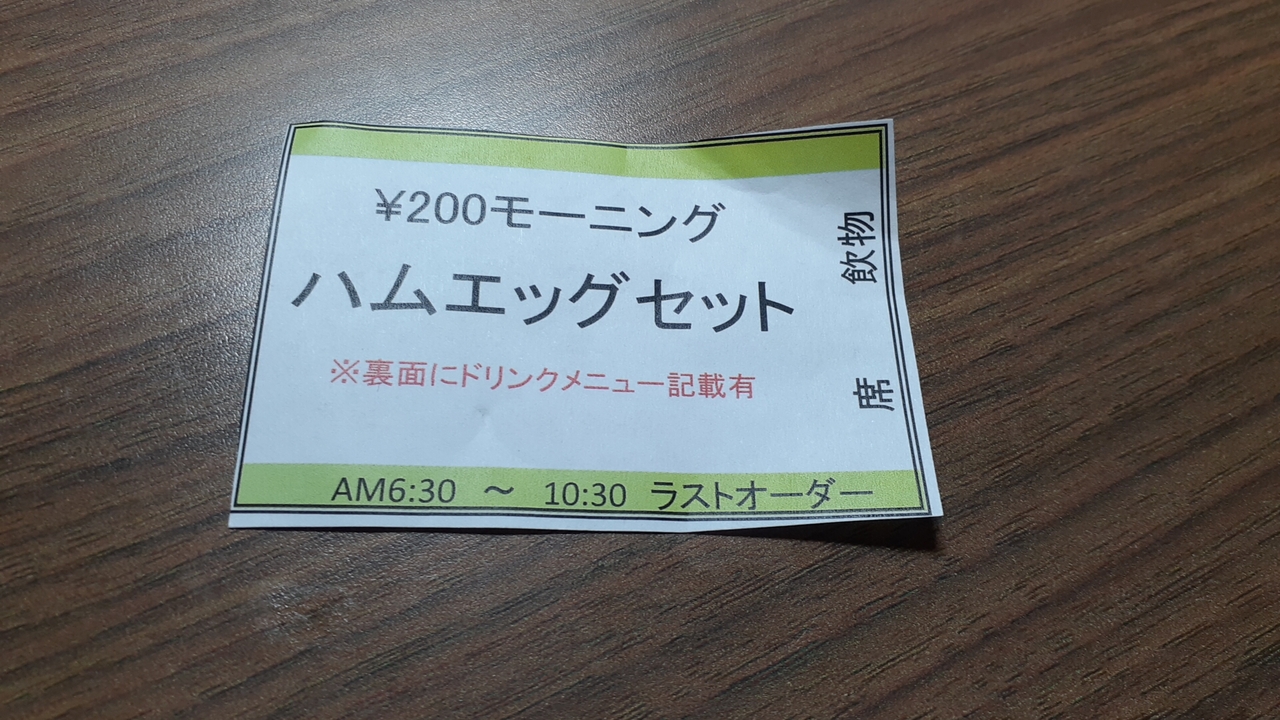 ¥200モーニング
ハムエッグセット
※裏面にドリンクメニュー記載有
AM6:30 ～ 10:30 ラストオーダー
飲物
席